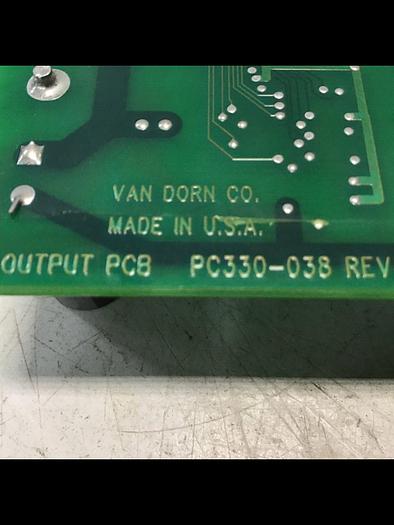 VAN DORN CO.
MADE IN U.S.A.
OUTPUT PCB PC330-038 REV